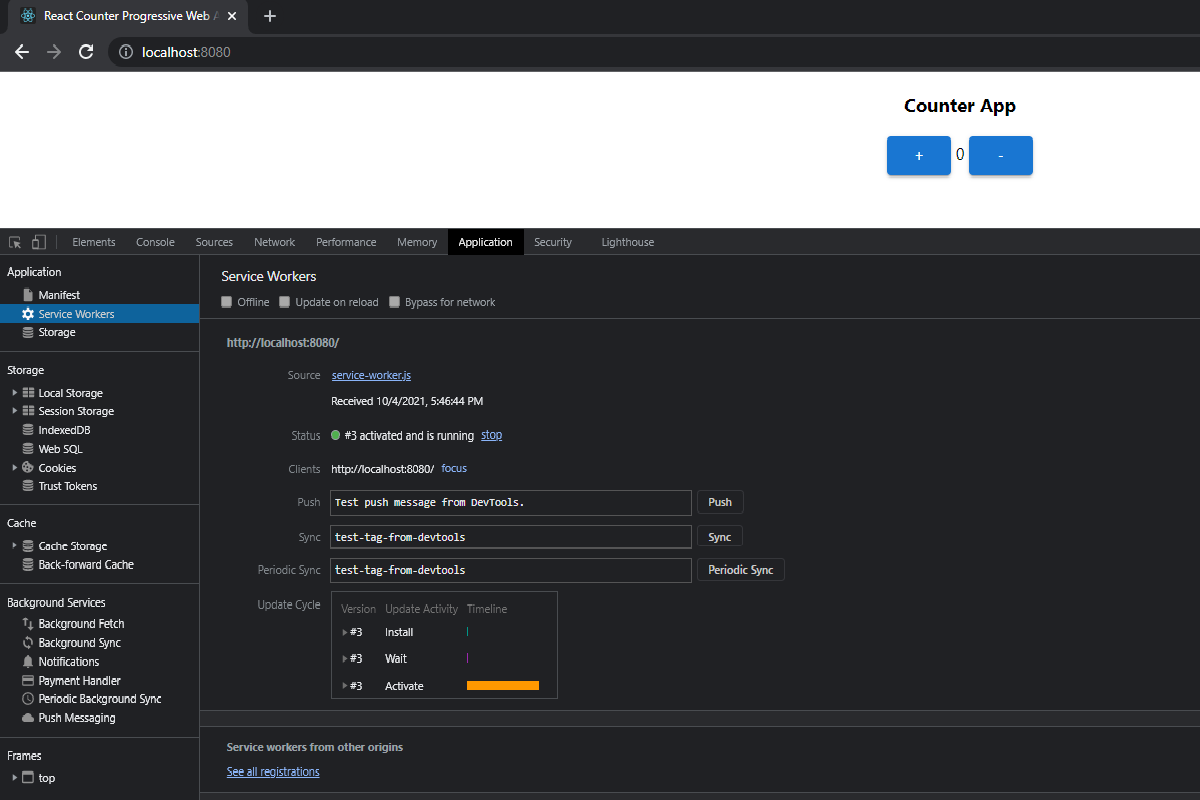 React Counter Progressive Web A
localhost:8080
Counter App
+ 0 -
Elements Console Sources Network Performance Memory Application Security Lighthouse
Application
Manifest
Service Workers
Storage
Storage
Local Storage
Session Storage
IndexedDB
Web SQL
Cookies
Trust Tokens
Cache
Cache Storage
Back-forward Cache
Background Services
Background Fetch
Background Sync
Notifications
Payment Handler
Periodic Background Sync
Push Messaging
Frames
top
Service Workers
Offline Update on reload Bypass for network
http://localhost:8080/
Source service-worker.js
Received 10/4/2021, 5:46:44 PM
Status #3 activated and is running stop
Clients http://localhost:8080/ focus
Push Test push message from DevTools. Push
Sync test-tag-from-devtools Sync
Periodic Sync test-tag-from-devtools Periodic Sync
Update Cycle Version Update Activity Timeline
#3 Install
#3 Wait
#3 Activate
Service workers from other origins
See all registrations